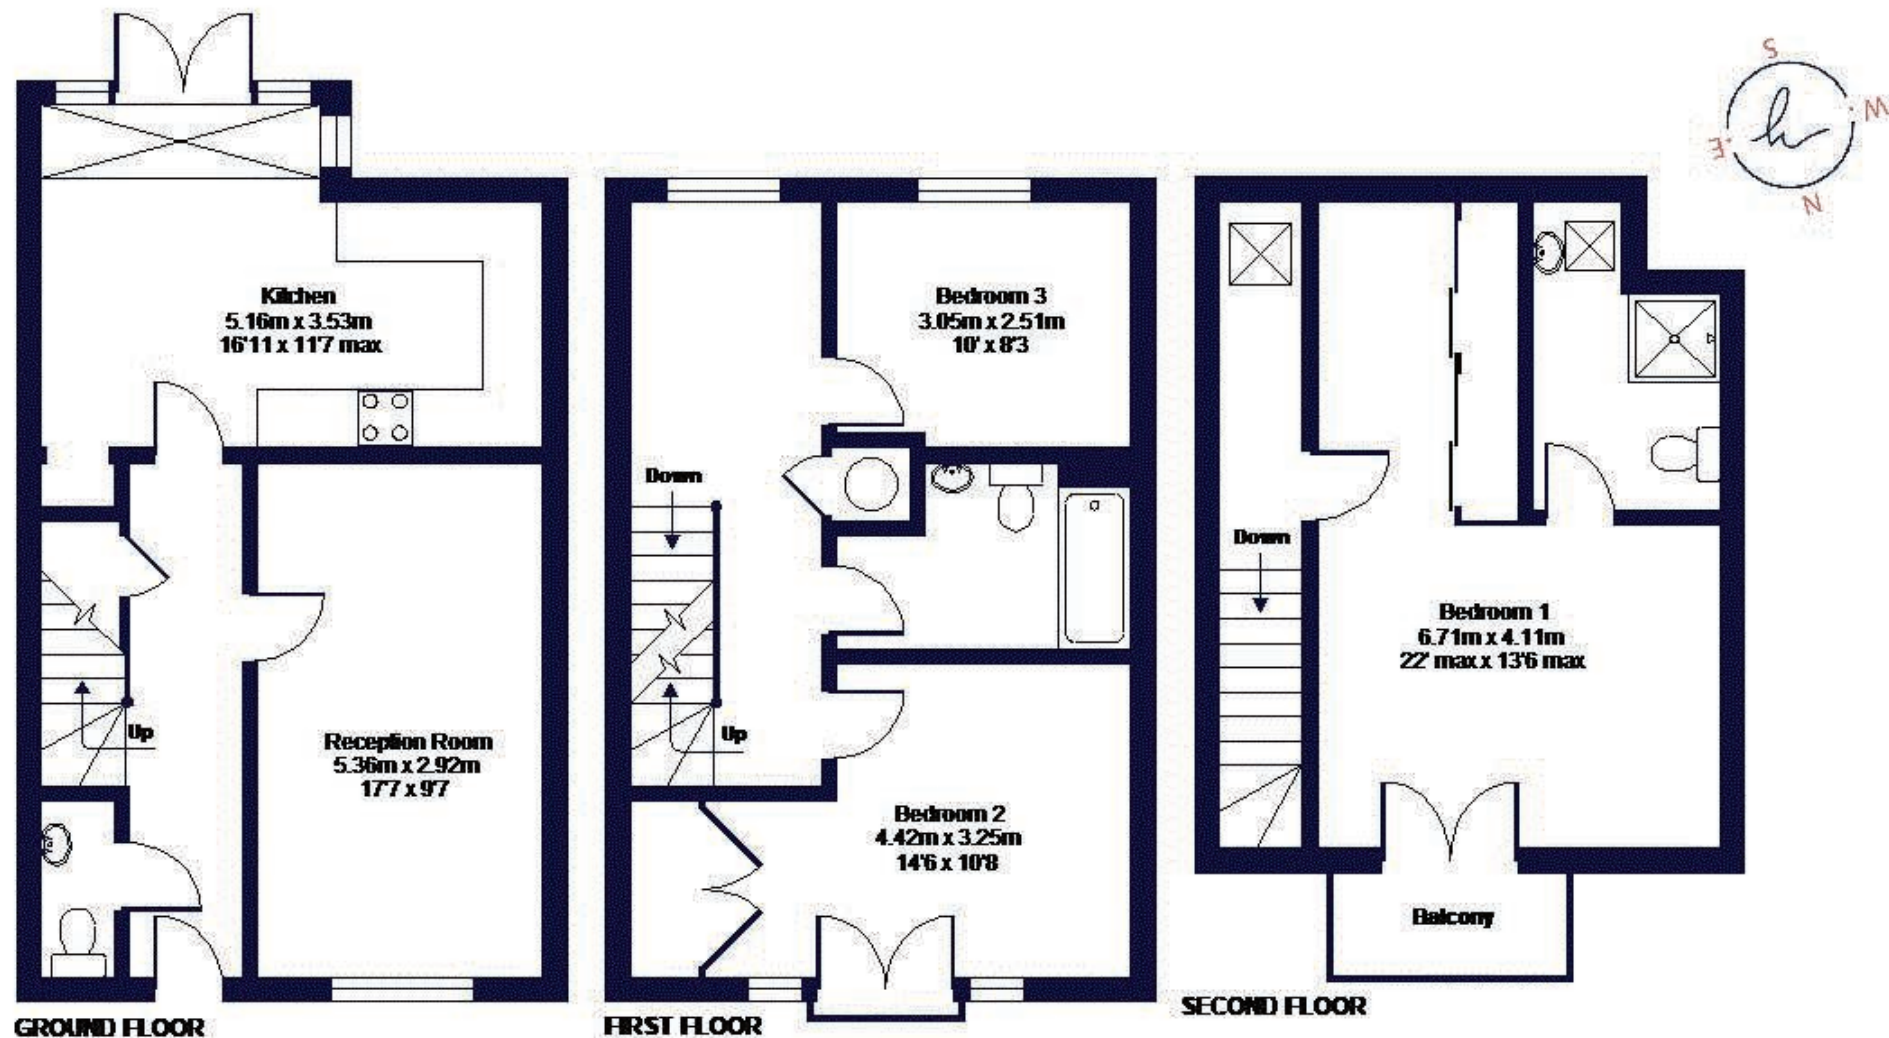 S
W
E
N
Kitchen
5.16m x 3.53m
16'11 x 11'7 max
Up
Reception Room
5.36m x 2.92m
17'7 x 9'7
GROUND FLOOR
Bedroom 3
3.05m x 2.51m
10' x 8'3
Down
Up
Bedroom 2
4.42m x 3.25m
14'6 x 10'8
FIRST FLOOR
Down
Bedroom 1
6.71m x 4.11m
22' max x 13'6 max
Balcony
SECOND FLOOR